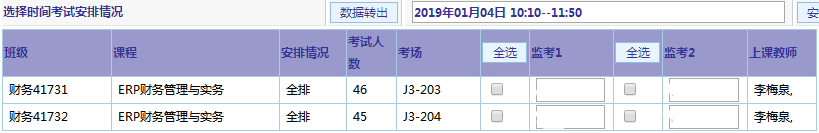 选择时间考试安排情况 数据转出 2019年01月04日 10:10--11:50 安
班级 课程 安排情况 考试人数 考场 全选 监考1 全选 监考2 上课教师
财务41731 ERP财务管理与实务 全排 46 J3-203 李梅泉,
财务41732 ERP财务管理与实务 全排 45 J3-204 李梅泉,